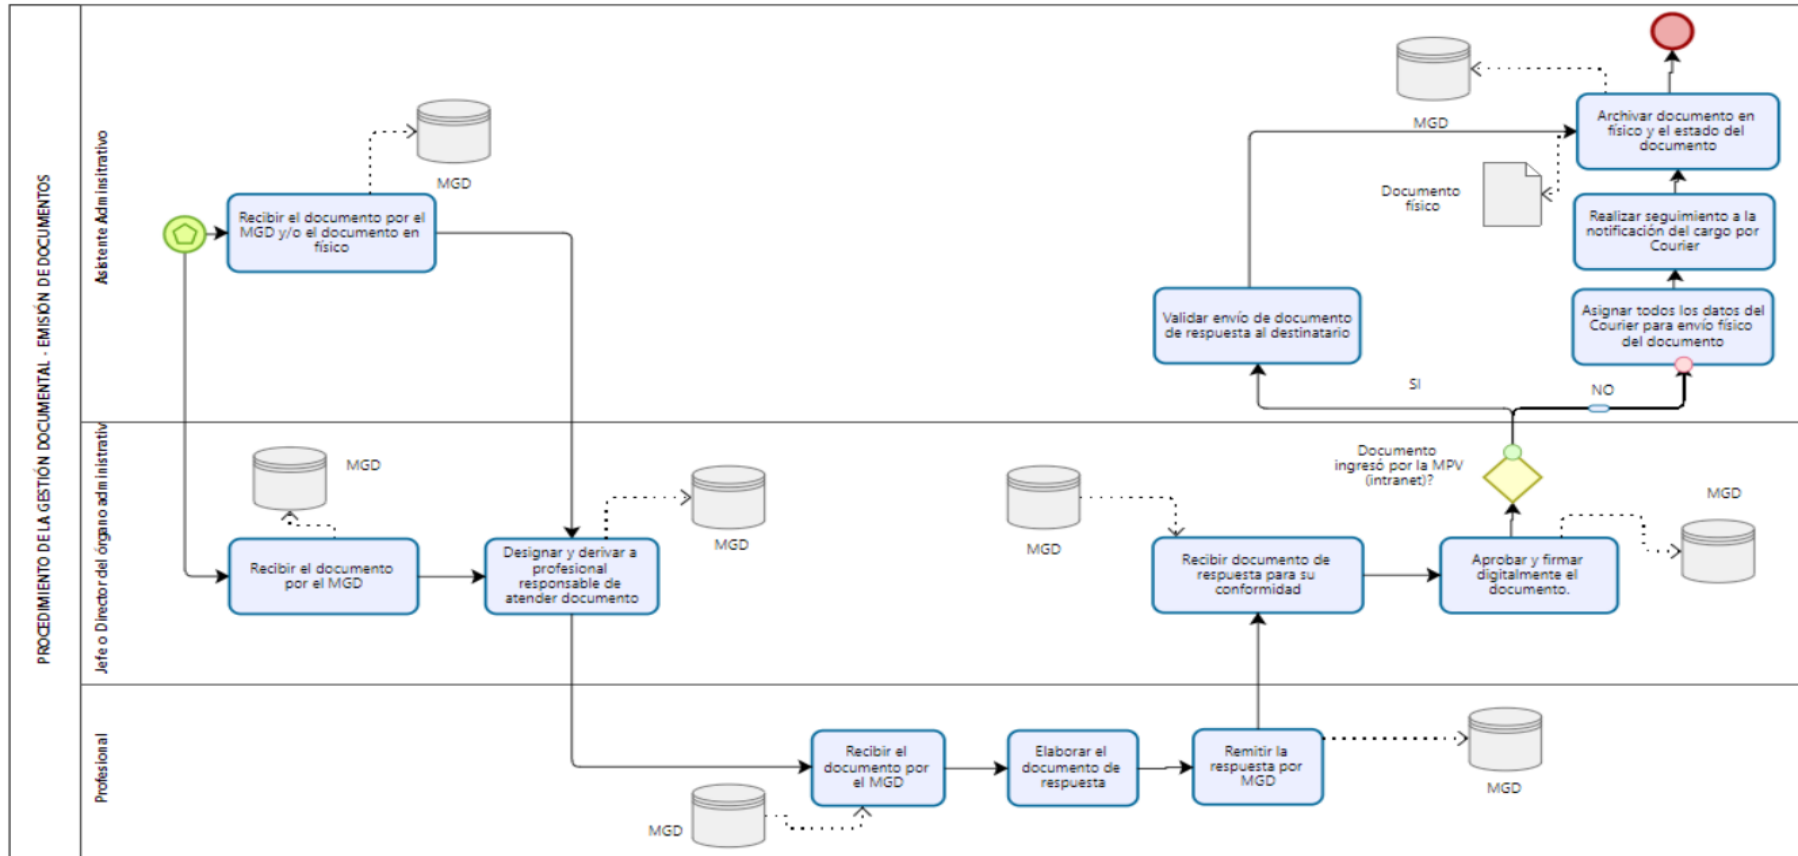 PROCEDIMIENTO DE LA GESTIÓN DOCUMENTAL - EMISIÓN DE DOCUMENTOS
Asistente Adminsitrativo
MGD
Recibir el documento por el
MGD y/o el documento en
físico
MGD
Archivar documento en
físico y el estado del
documento
Documento
físico
Realizar seguimiento a la
notificación del cargo por
Courier
Validar envío de documento
de respuesta al destinatario
Asignar todos los datos del
Courier para envío físico
del documento
SI
NO
Jefe o Director del órgano administrativ
MGD
Recibir el documento
por el MGD
MGD
Designar y derivar a
profesional
responsable de
atender documento
MGD
Recibir documento de
respuesta para su
conformidad
Documento
ingresó por la MPV
(intranet)?
MGD
Aprobar y firmar
digitalmente el
documento.
Profesional
MGD
Recibir el
documento por
el MGD
Elaborar el
documento de
respuesta
Remitir la
respuesta por
MGD
MGD